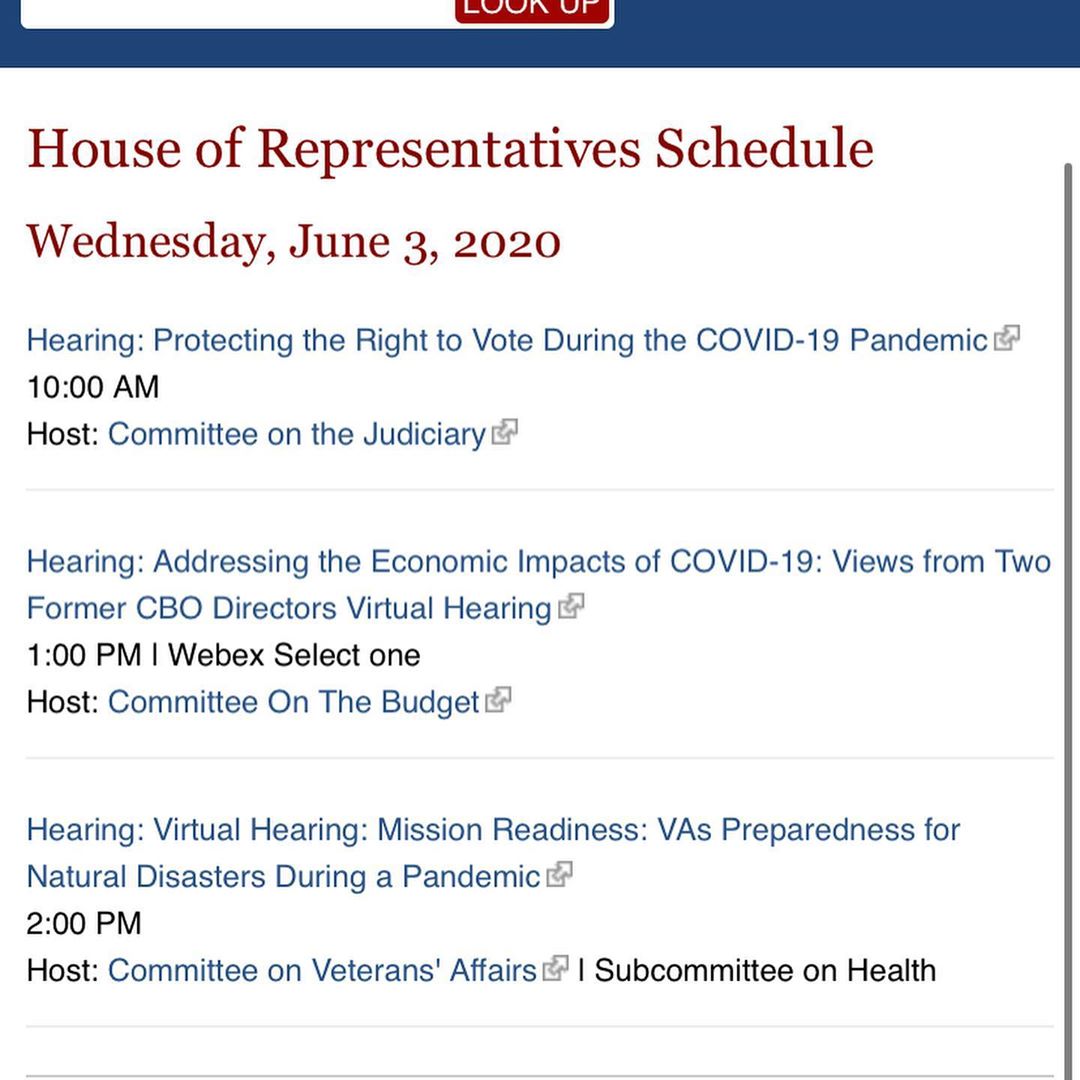 LOOK UP
House of Representatives Schedule
Wednesday, June 3, 2020
Hearing: Protecting the Right to Vote During the COVID-19 Pandemic
10:00 AM
Host: Committee on the Judiciary
Hearing: Addressing the Economic Impacts of COVID-19: Views from Two
Former CBO Directors Virtual Hearing
1:00 PM | Webex Select one
Host: Committee On The Budget
Hearing: Virtual Hearing: Mission Readiness: VAs Preparedness for
Natural Disasters During a Pandemic
2:00 PM
Host: Committee on Veterans' Affairs | Subcommittee on Health